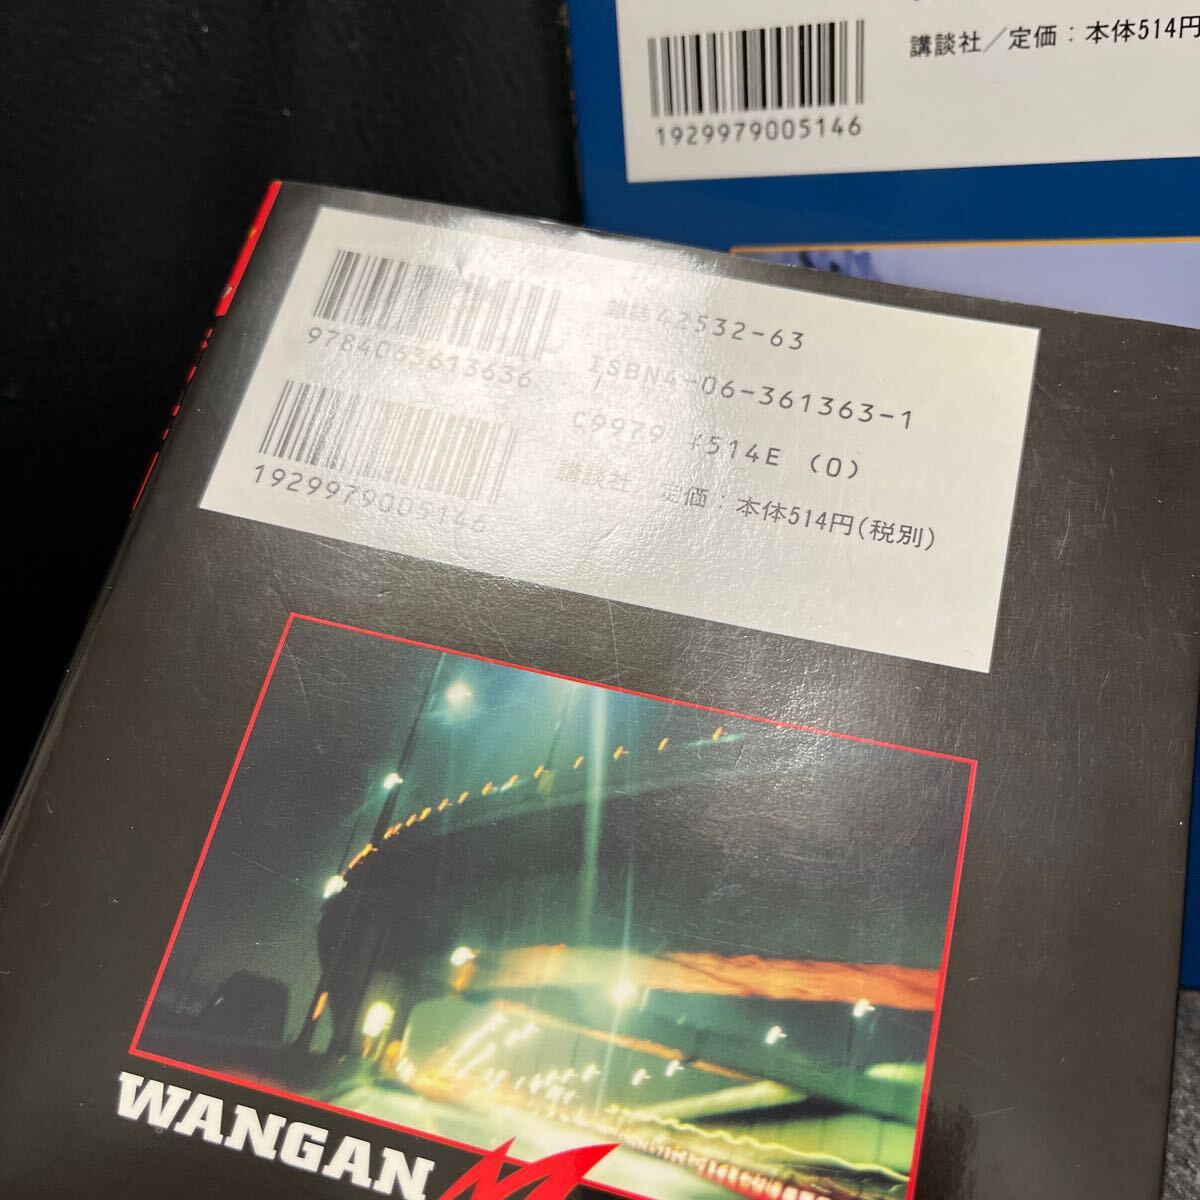 講談社／定価：本体514円
1929979005146
雑誌42532-63
9784063613636
ISBN4-06-361363-1
C9979 ¥514E (0)
1929979005146
講談社／定価：本体514円(税別)
WANGAN